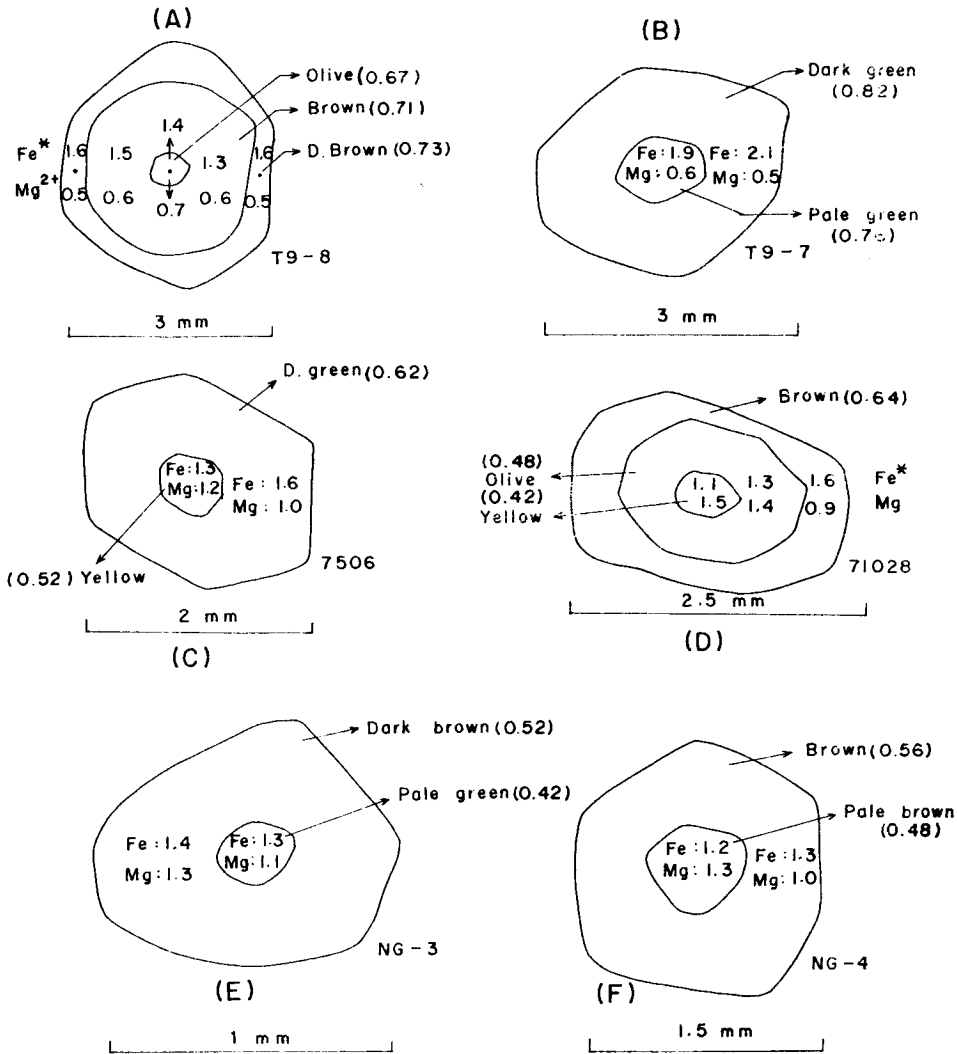 (A)
Olive (0.67)
Brown (0.71)
D. Brown (0.73)
Fe* 1.6 1.5 1.4 1.3 1.6
Mg2+ 0.5 0.6 0.7 0.6 0.5
T9-8
3 mm
(B)
Dark green
(0.82)
Fe:1.9 Fe:2.1
Mg:0.6 Mg:0.5
Pale green
T9-7
3 mm
D. green (0.62)
Fe:1.3
Mg:1.2
Fe:1.6
Mg:1.0
(0.52) Yellow
7506
2 mm
(C)
Brown (0.64)
(0.48)
Olive
(0.42)
Yellow
1.1 1.3 1.6 Fe*
1.5 1.4 0.9 Mg
71028
2.5 mm
(D)
Dark brown (0.52)
Pale green (0.42)
Fe:1.4 Fe:1.3
Mg:1.3 Mg:1.1
NG-3
(E)
1 mm
Brown (0.56)
Pale brown
(0.48)
Fe:1.2 Fe:1.3
Mg:1.3 Mg:1.0
NG-4
(F)
1.5 mm